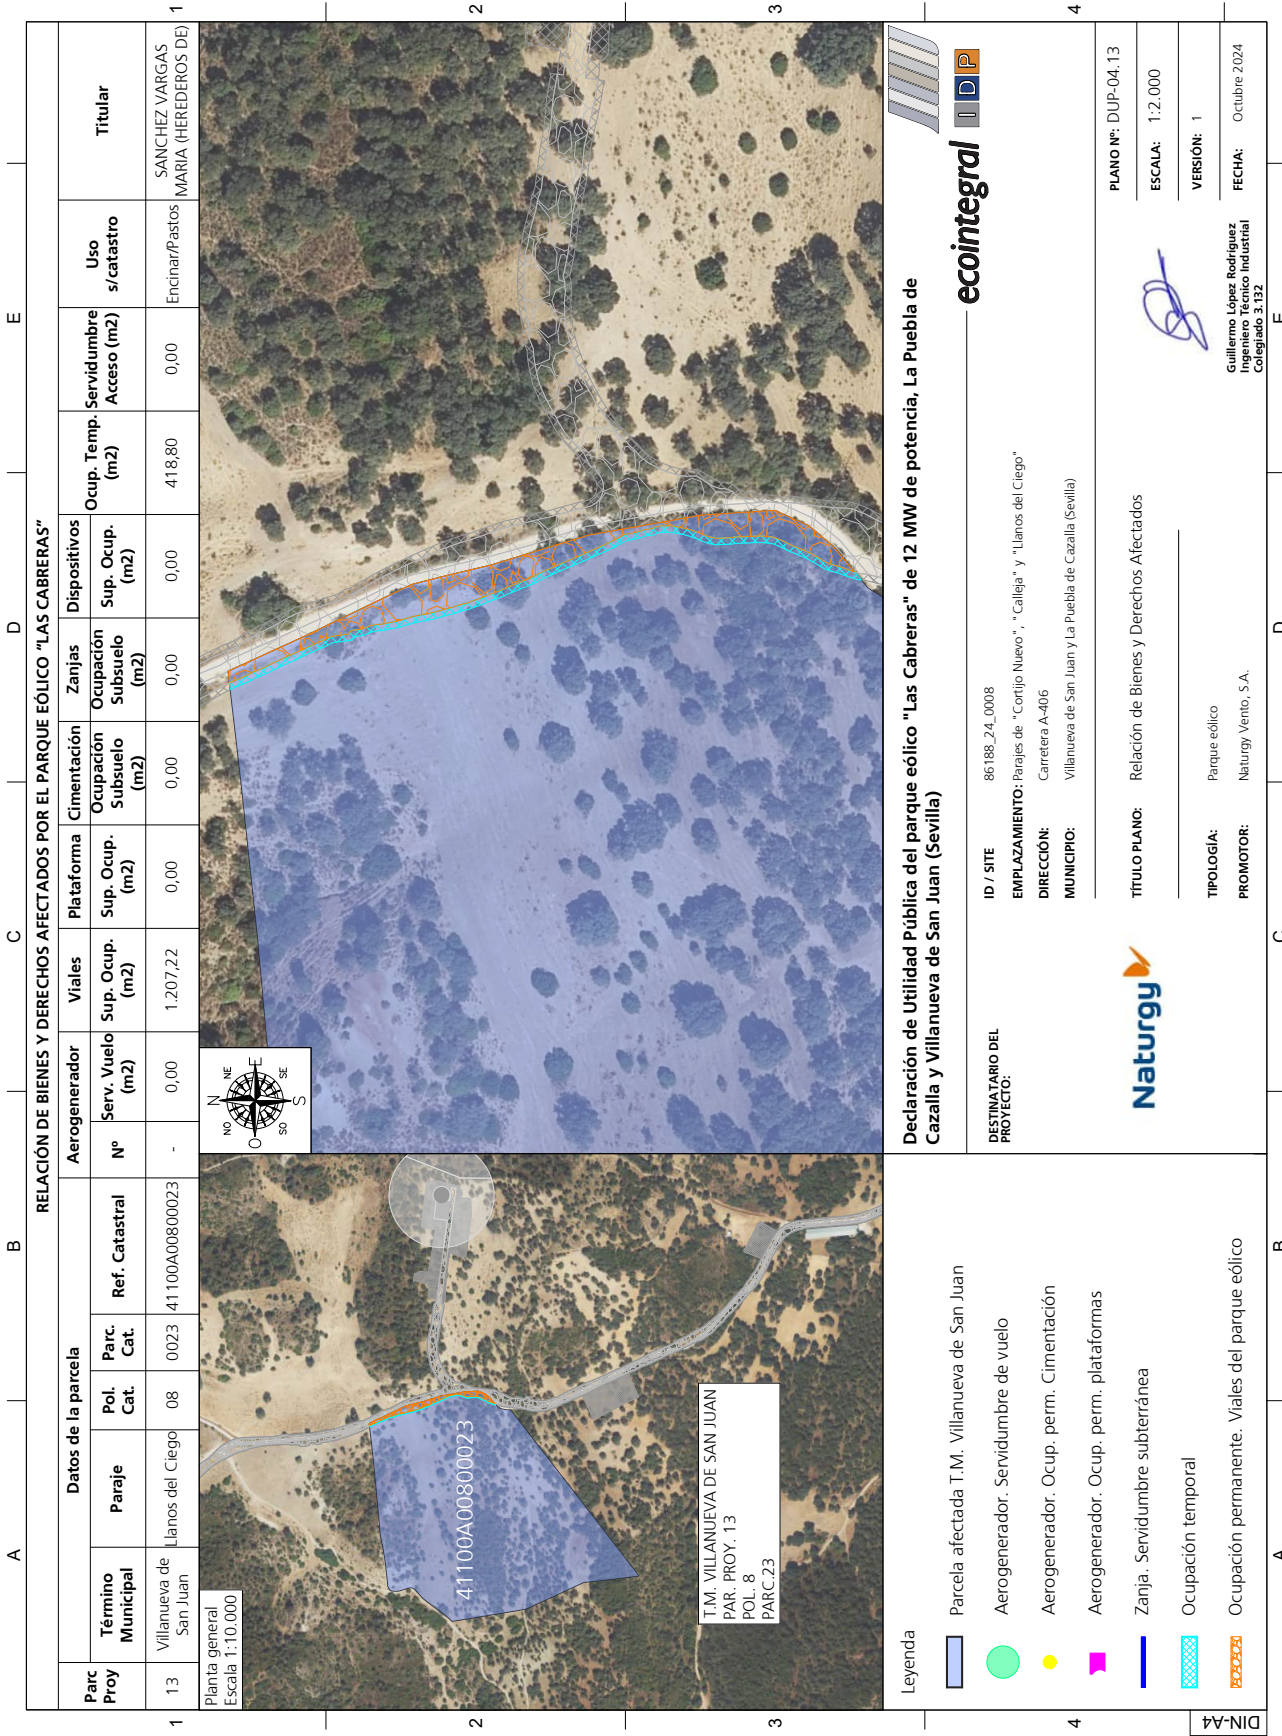 RELACIÓN DE BIENES Y DERECHOS AFECTADOS POR EL PARQUE EÓLICO "LAS CABRERAS"
Parc Proy
Datos de la parcela
Aerogenerador
Viales
Plataforma
Cimentación
Zanjas
Dispositivos
Ocup. Temp. (m2)
Servidumbre Acceso (m2)
Uso s/catastro
Titular
Término Municipal
Paraje
Pol. Cat.
Parc. Cat.
Ref. Catastral
Nº
Serv. Vuelo (m2)
Sup. Ocup. (m2)
Sup. Ocup. (m2)
Ocupación Subsuelo (m2)
Ocupación Subsuelo (m2)
Sup. Ocup. (m2)
13
Villanueva de San Juan
Llanos del Ciego
08
0023
41100A00800023
-
0,00
1.207,22
0,00
0,00
0,00
0,00
418,80
0,00
Encinar/Pastos
SANCHEZ VARGAS MARIA (HEREDEROS DE)
Planta general
Escala 1:10.000
41100A00800023
T.M. VILLANUEVA DE SAN JUAN
PAR. PROY. 13
POL. 8
PARC.23
N
NE
E
SE
S
SO
O
NO
Leyenda
Parcela afectada T.M. Villanueva de San Juan
Aerogenerador. Servidumbre de vuelo
Aerogenerador. Ocup. perm. Cimentación
Aerogenerador. Ocup. perm. plataformas
Zanja. Servidumbre subterránea
Ocupación temporal
Ocupación permanente. Viales del parque eólico
Declaración de Utilidad Pública del parque eólico "Las Cabreras" de 12 MW de potencia, La Puebla de
Cazalla y Villanueva de San Juan (Sevilla)
ecointegral
IDP
DESTINATARIO DEL
PROYECTO:
Naturgy
ID / SITE 86188_24_0008
EMPLAZAMIENTO: Parajes de "Cortijo Nuevo", "Calleja" y "Llanos del Ciego"
DIRECCIÓN: Carretera A-406
MUNICIPIO: Villanueva de San Juan y La Puebla de Cazalla (Sevilla)
TÍTULO PLANO: Relación de Bienes y Derechos Afectados
TIPOLOGÍA: Parque eólico
PROMOTOR: Naturgy Vento, S.A.
PLANO Nº: DUP-04.13
ESCALA: 1:2.000
VERSIÓN: 1
FECHA: Octubre 2024
Guillermo López Rodríguez
Ingeniero Técnico Industrial
Colegiado 3.132
A
B
C
D
E
A
B
C
D
E
1
2
3
4
1
2
3
4
DIN-A4